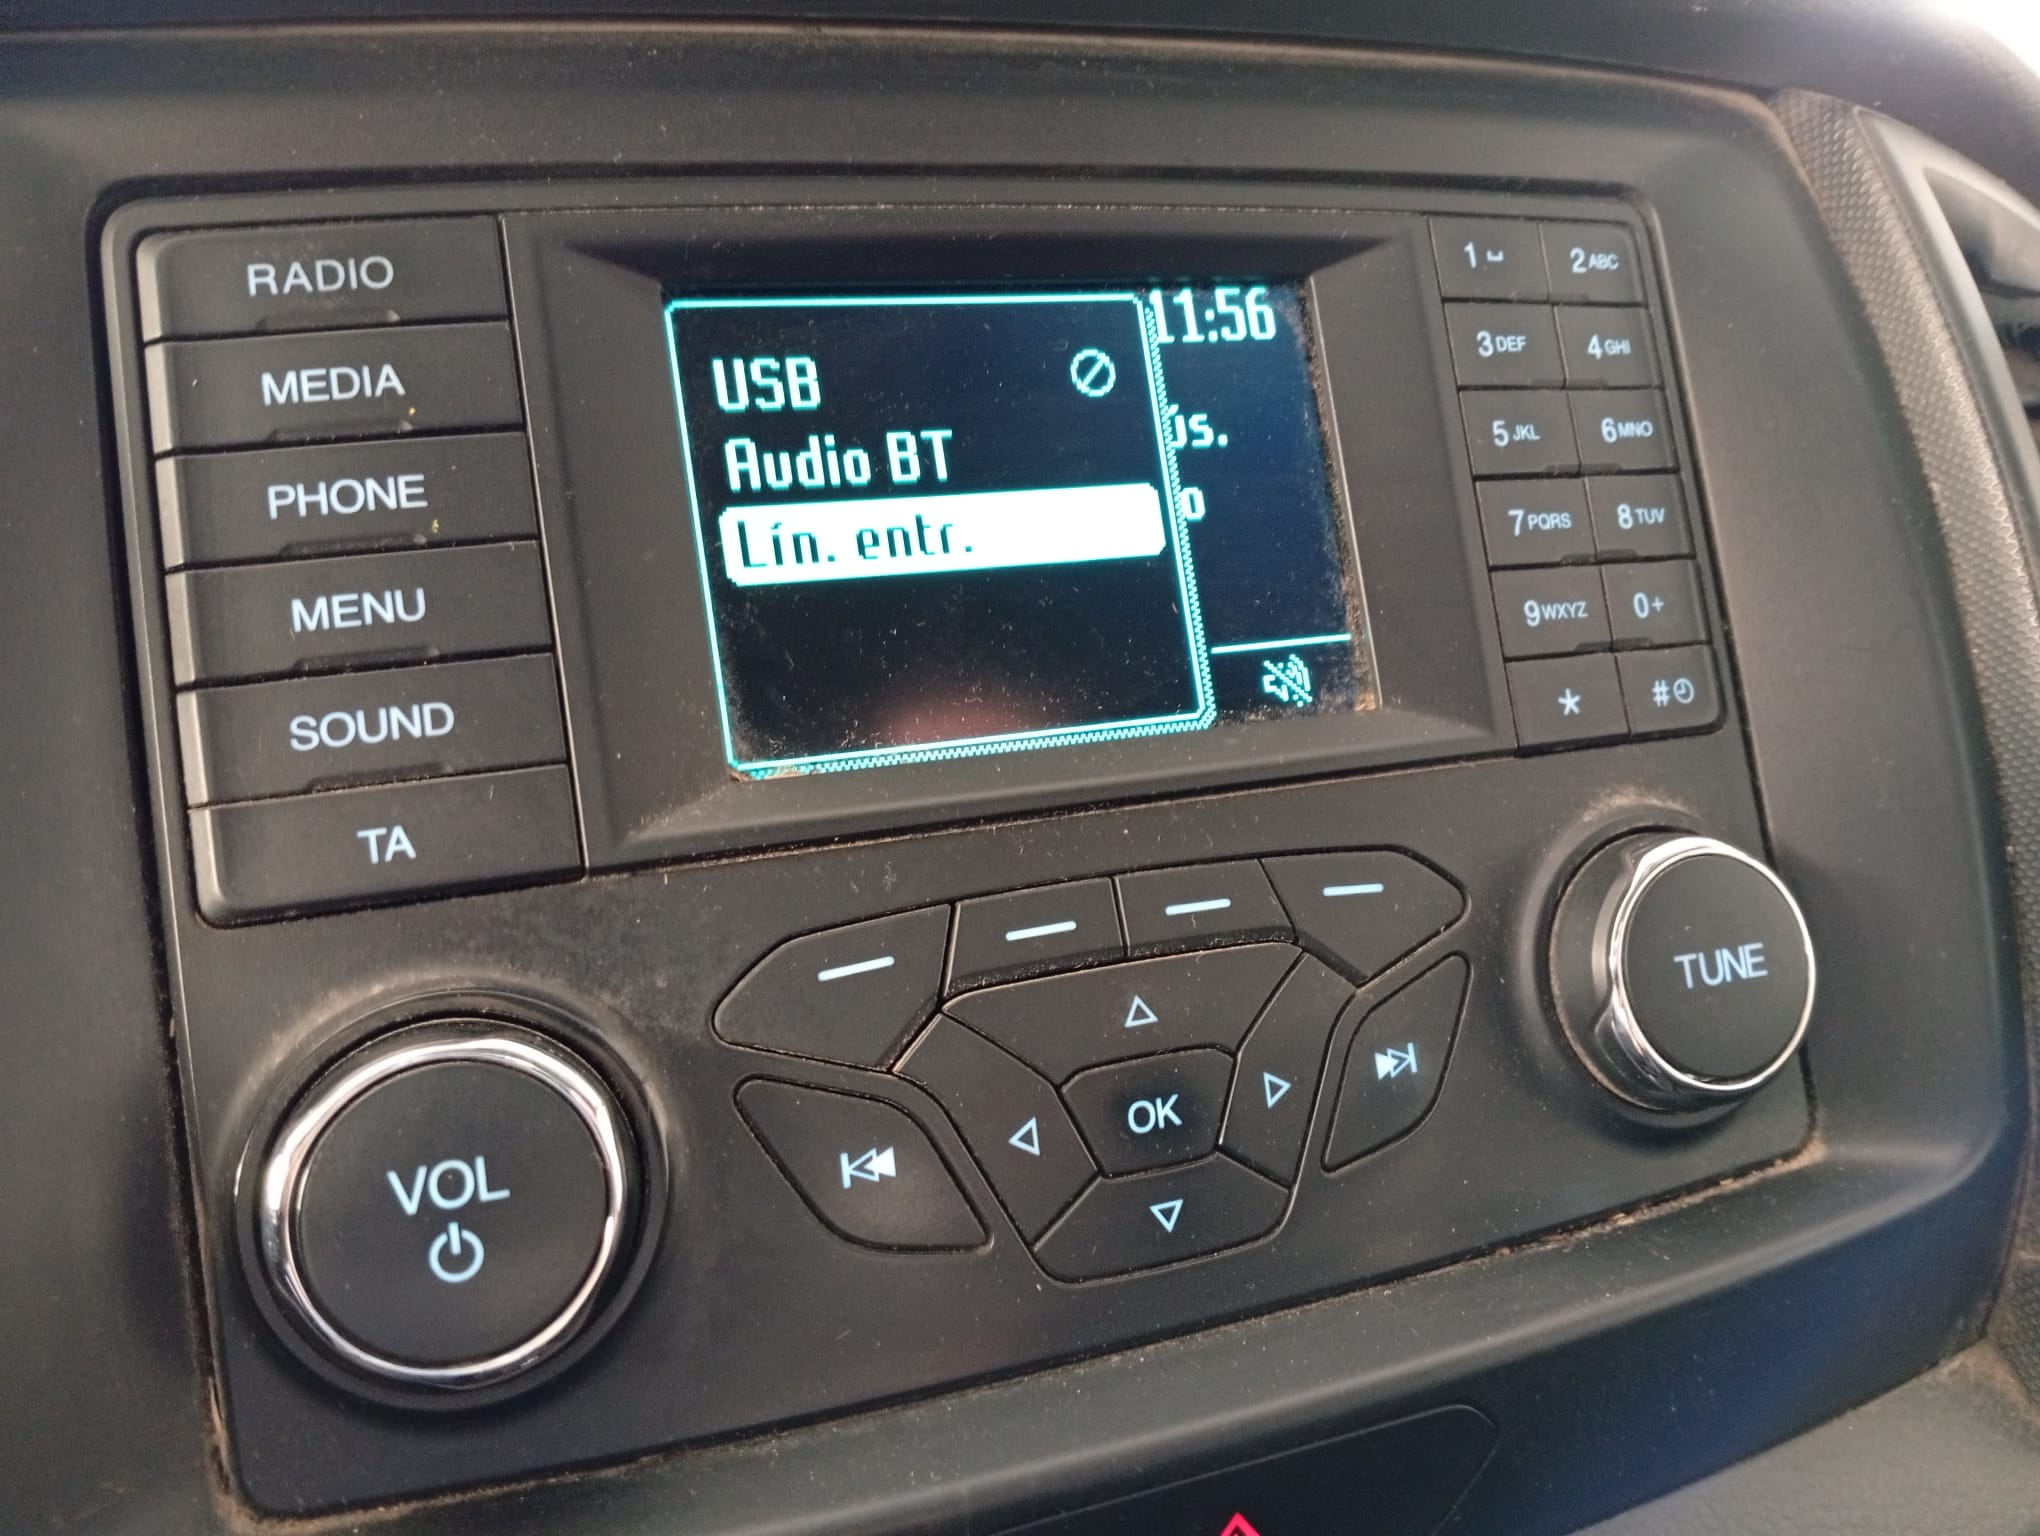 RADIO
MEDIA
PHONE
MENU
SOUND
TA
11:56
USB
Audio BT
Lín. entr.
1
2ABC
3DEF
4GHI
5JKL
6MNO
7PQRS
8TUV
9WXYZ
0+
*
#
VOL
OK
TUNE